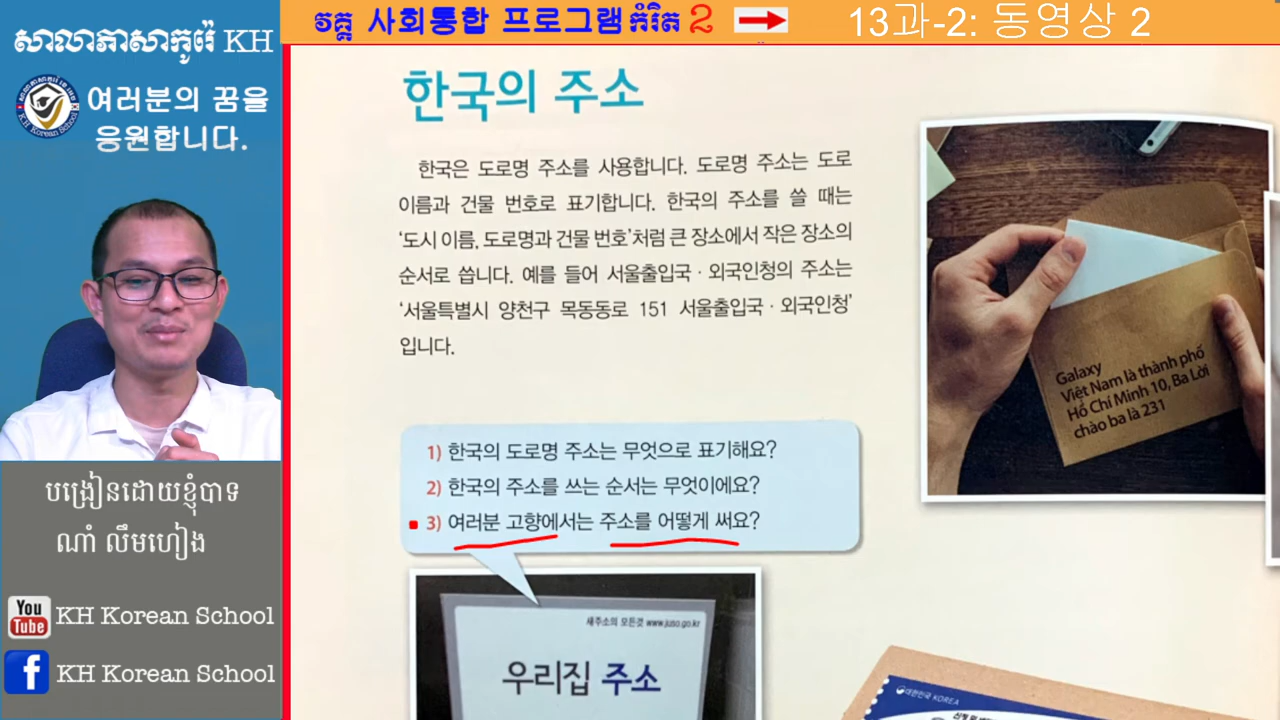 សាលាភាសាកូរ៉េ KH
여러분의 꿈을
응원합니다.
បង្រៀនដោយខ្ញុំបាទ
ណាំ លឹមហៀង
You Tube KH Korean School
KH Korean School
វគ្គ 사회통합 프로그램 កំរិត 2
13과-2: 동영상 2
한국의 주소
한국은 도로명 주소를 사용합니다. 도로명 주소는 도로
이름과 건물 번호로 표기합니다. 한국의 주소를 쓸 때는
‘도시 이름, 도로명과 건물 번호’처럼 큰 장소에서 작은 장소의
순서로 씁니다. 예를 들어 서울출입국 · 외국인청의 주소는
‘서울특별시 양천구 목동동로 151 서울출입국 · 외국인청’
입니다.
1) 한국의 도로명 주소는 무엇으로 표기해요?
2) 한국의 주소를 쓰는 순서는 무엇이에요?
3) 여러분 고향에서는 주소를 어떻게 써요?
새주소의 모든것 www.juso.go.kr
우리집 주소
Galaxy
Việt Nam là thành phố
Hồ Chí Minh 10, Ba Lời
chào ba là 231
대한민국 KOREA